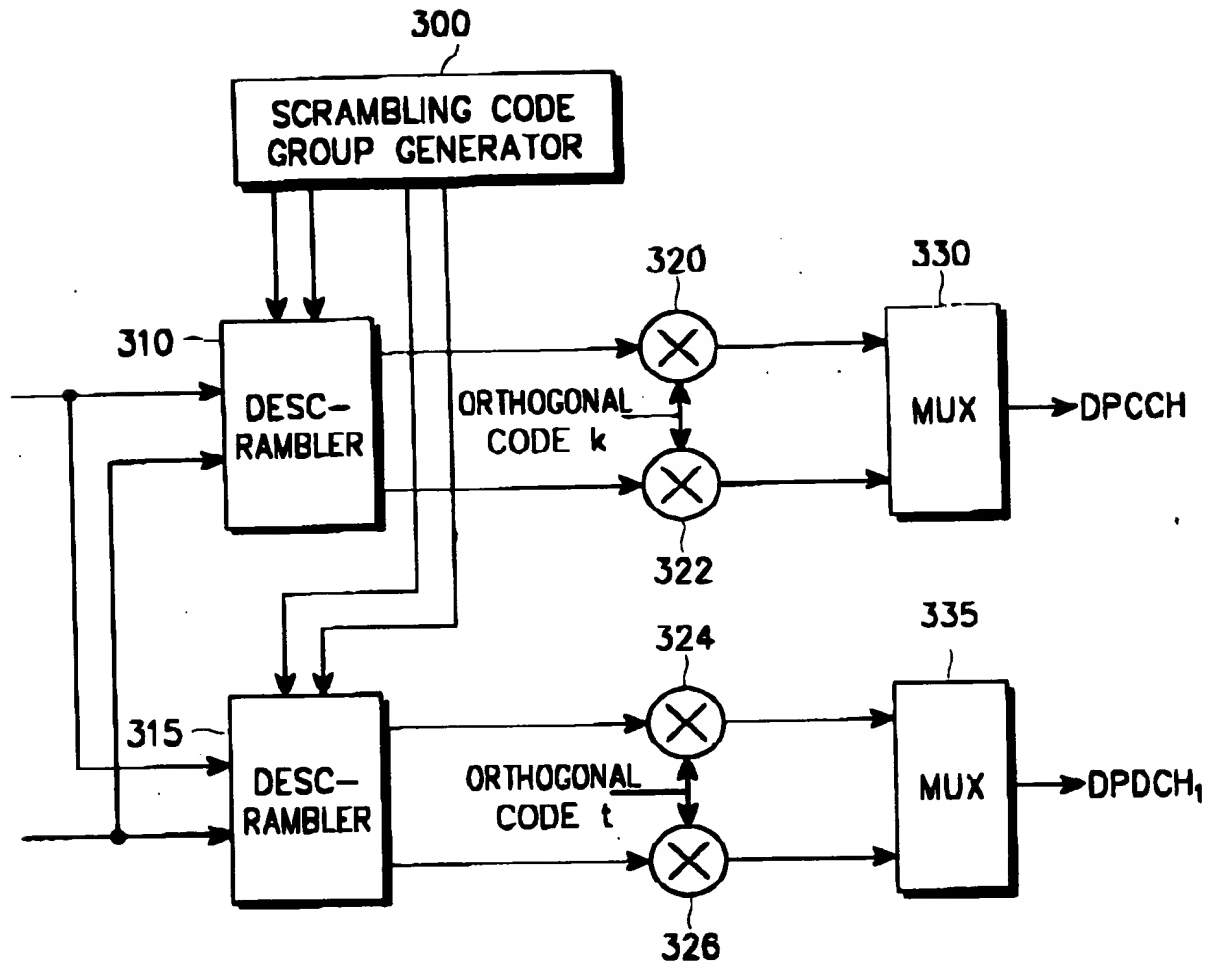 300
SCRAMBLING CODE
GROUP GENERATOR
320
330
310
DESC-
RAMBLER
ORTHOGONAL
CODE k
MUX
DPCCH
322
324
335
315
DESC-
RAMBLER
ORTHOGONAL
CODE t
MUX
DPDCH₁
326